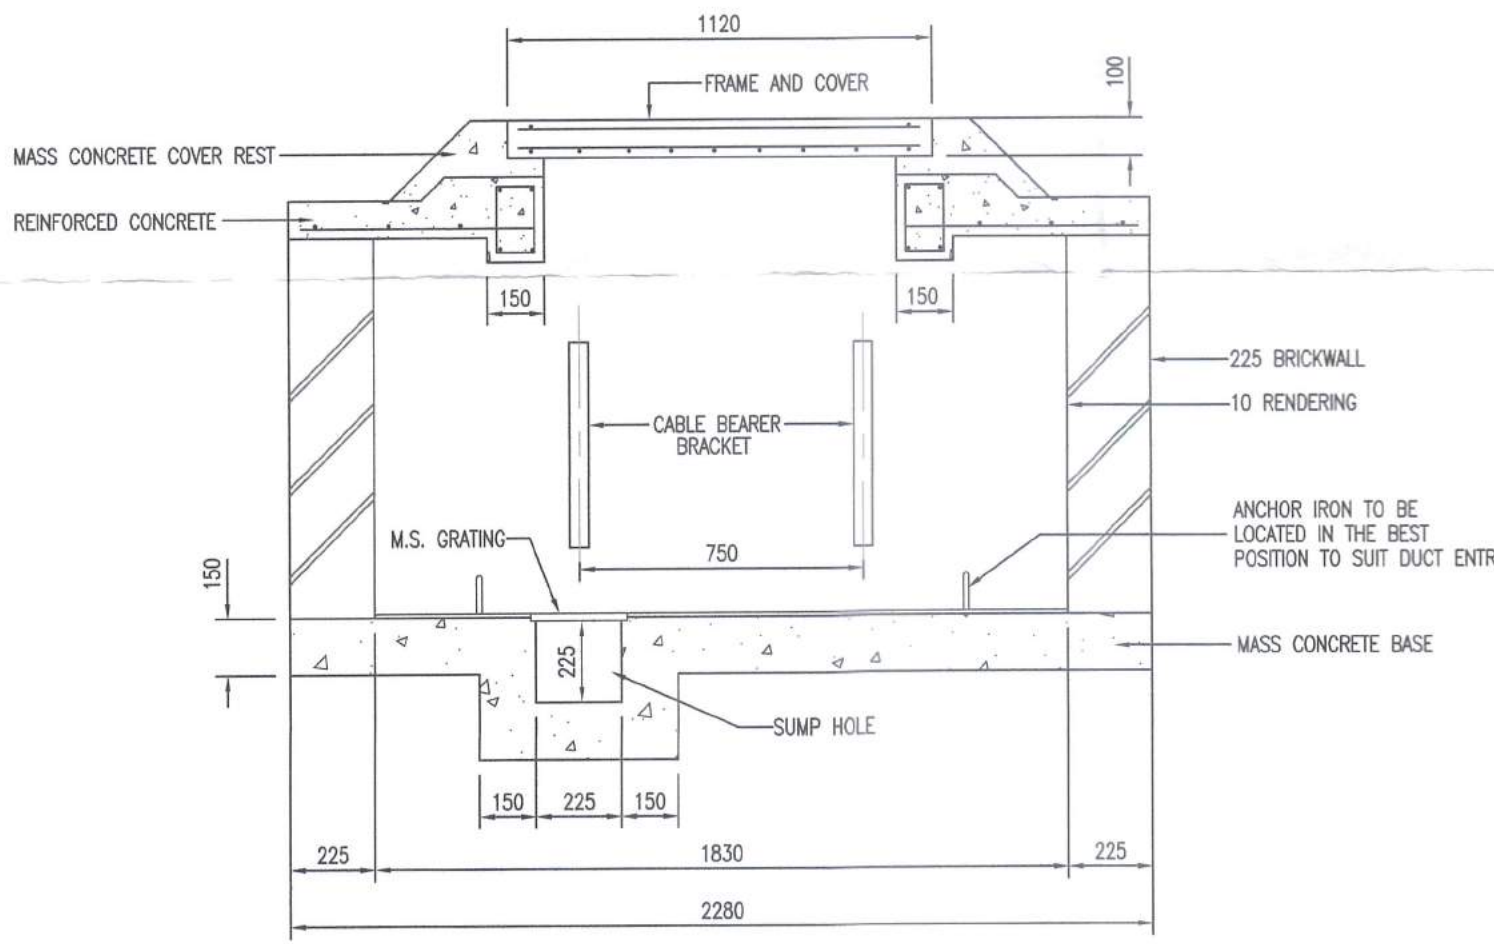 1120
FRAME AND COVER
100
MASS CONCRETE COVER REST
REINFORCED CONCRETE
150
150
225 BRICKWALL
10 RENDERING
CABLE BEARER
BRACKET
ANCHOR IRON TO BE
LOCATED IN THE BEST
POSITION TO SUIT DUCT ENTR
M.S. GRATING
750
150
225
MASS CONCRETE BASE
SUMP HOLE
150
225
150
225
1830
225
2280